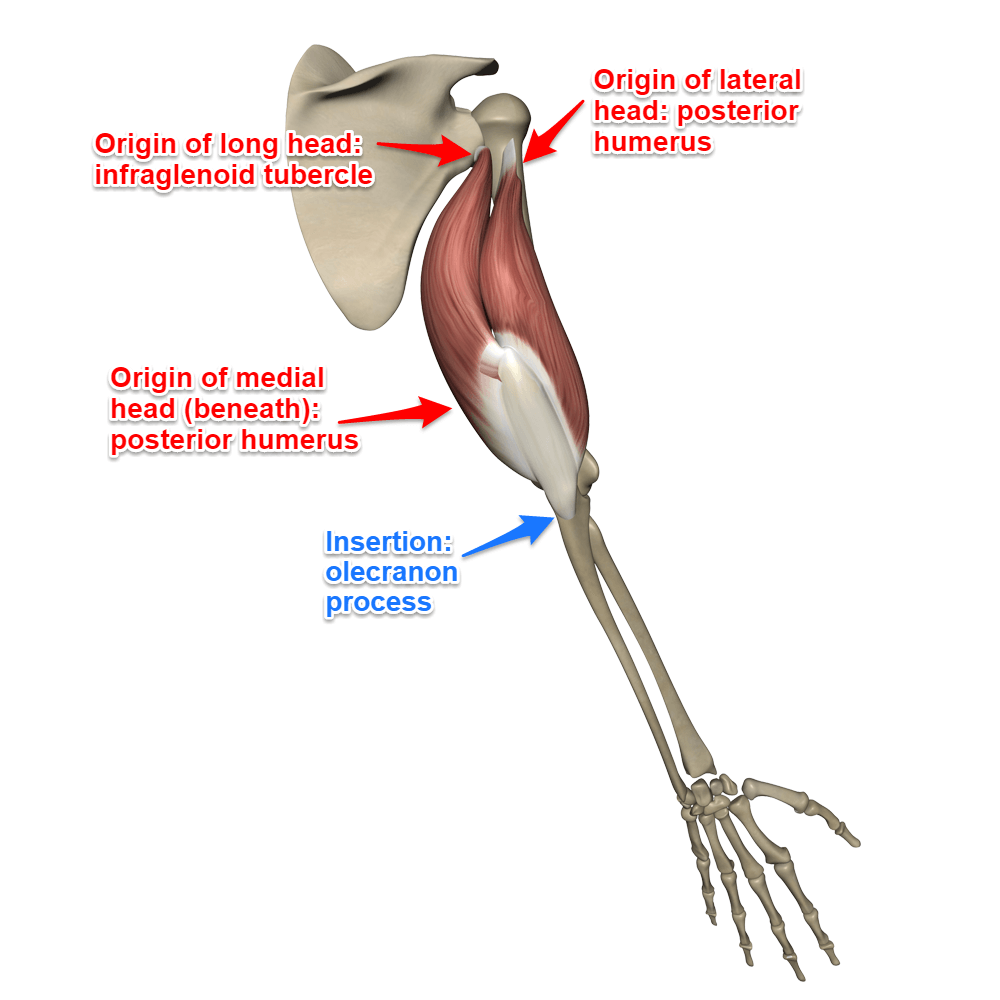 Origin of lateral
head: posterior
humerus
Origin of long head:
infraglenoid tubercle
Origin of medial
head (beneath):
posterior humerus
Insertion:
olecranon
process